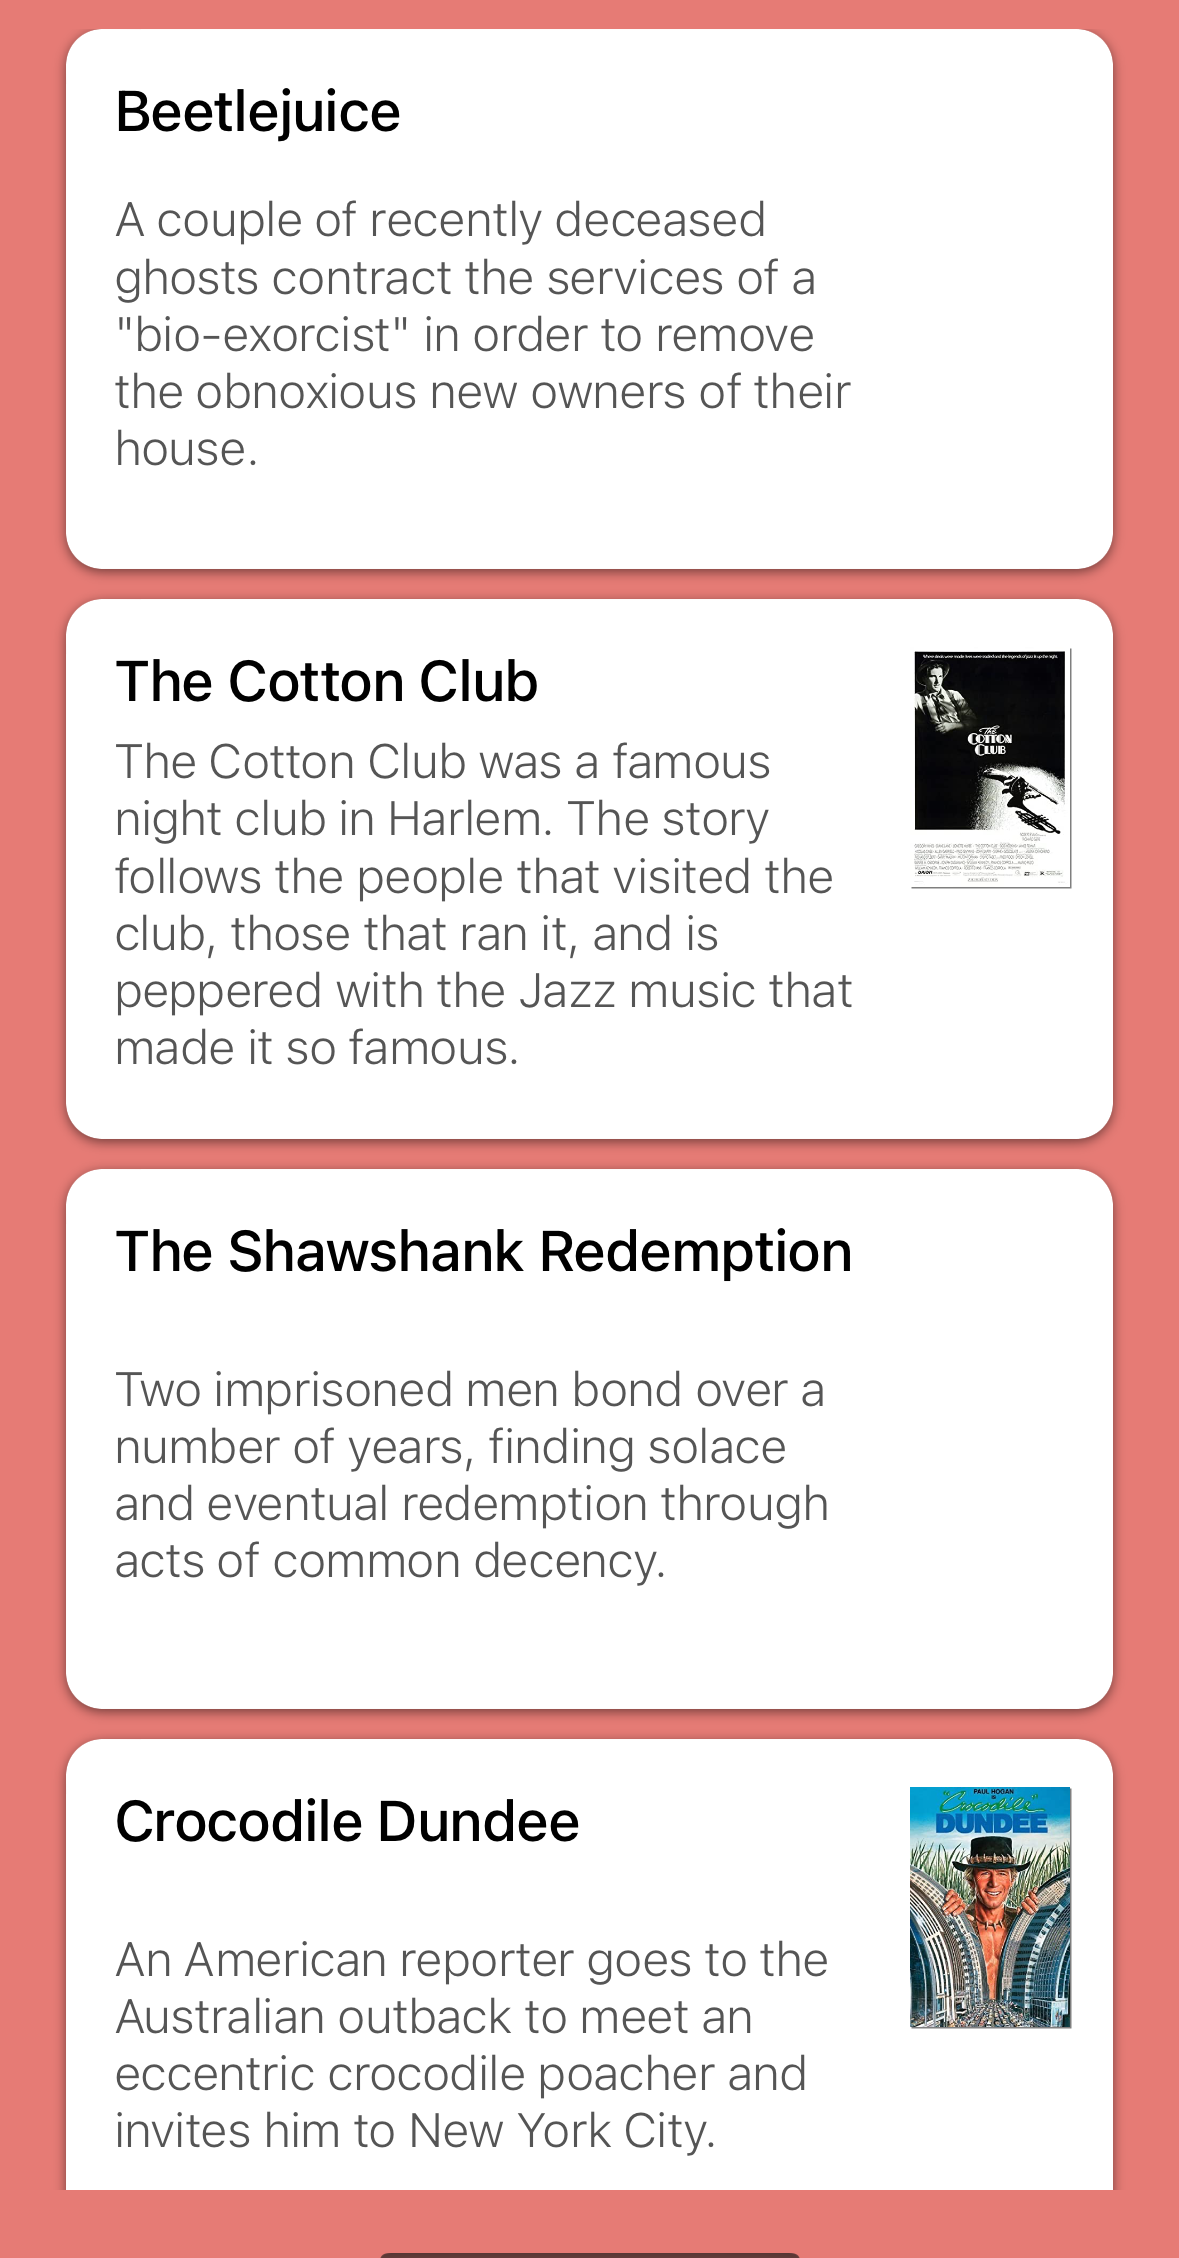 Beetlejuice
A couple of recently deceased
ghosts contract the services of a
"bio-exorcist" in order to remove
the obnoxious new owners of their
house.
The Cotton Club
The Cotton Club was a famous
night club in Harlem. The story
follows the people that visited the
club, those that ran it, and is
peppered with the Jazz music that
made it so famous.
The
COTTON
CLUB
ORION
The Shawshank Redemption
Two imprisoned men bond over a
number of years, finding solace
and eventual redemption through
acts of common decency.
Crocodile Dundee
An American reporter goes to the
Australian outback to meet an
eccentric crocodile poacher and
invites him to New York City.
PAUL HOGAN
"Crocodile"
DUNDEE